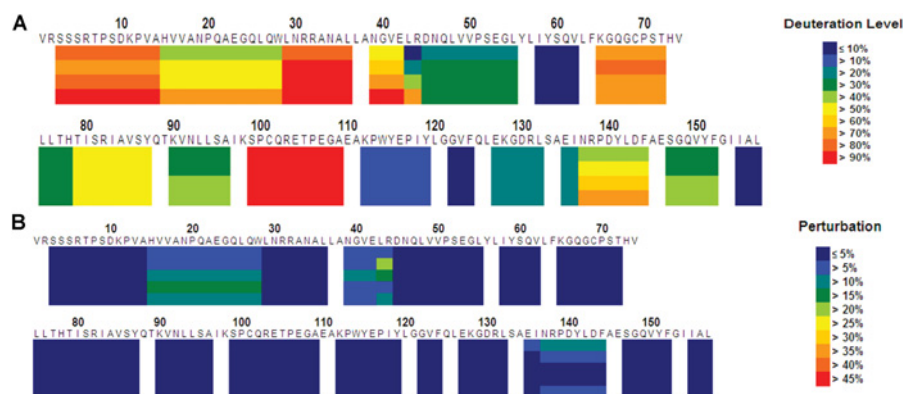 A
10 20 30 40 50 60 70
VRSSSRTPSDKPVAHVVANPQAEGQLQWLNRRANALLANGVELRDNQLVVPSEGLYLIYSQVLFKGQGCPSTHV
80 90 100 110 120 130 140 150
LLTHTISRIAVSYQTKVNLLSAIKSPCQRETPEGAEAKPWYEPIYLGGVFQLEKGDRLSAEINRPDYLDFAESGQVYFGIIAL
Deuteration Level
≤ 10%
> 10%
> 20%
> 30%
> 40%
> 50%
> 60%
> 70%
> 80%
> 90%
B
10 20 30 40 50 60 70
VRSSSRTPSDKPVAHVVANPQAEGQLQWLNRRANALLANGVELRDNQLVVPSEGLYLIYSQVLFKGQGCPSTHV
80 90 100 110 120 130 140 150
LLTHTISRIAVSYQTKVNLLSAIKSPCQRETPEGAEAKPWYEPIYLGGVFQLEKGDRLSAEINRPDYLDFAESGQVYFGIIAL
Perturbation
≤ 5%
> 5%
> 10%
> 15%
> 20%
> 25%
> 30%
> 35%
> 40%
> 45%